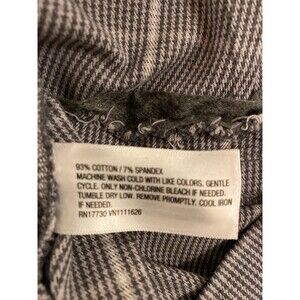 93% COTTON / 7% SPANDEX
MACHINE WASH COLD WITH LIKE COLORS. GENTLE
CYCLE. ONLY NON-CHLORINE BLEACH IF NEEDED.
TUMBLE DRY LOW. REMOVE PROMPTLY. COOL IRON
IF NEEDED.
RN17730 VN1111626